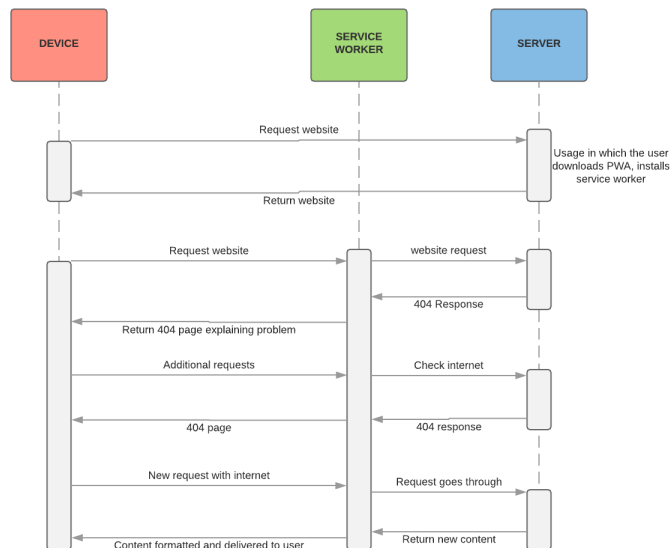 DEVICE
SERVICE
WORKER
SERVER
Request website
Usage in which the user
downloads PWA, installs
service worker
Return website
Request website
website request
404 Response
Return 404 page explaining problem
Additional requests
Check internet
404 page
404 response
New request with internet
Request goes through
Return new content
Content formatted and delivered to user